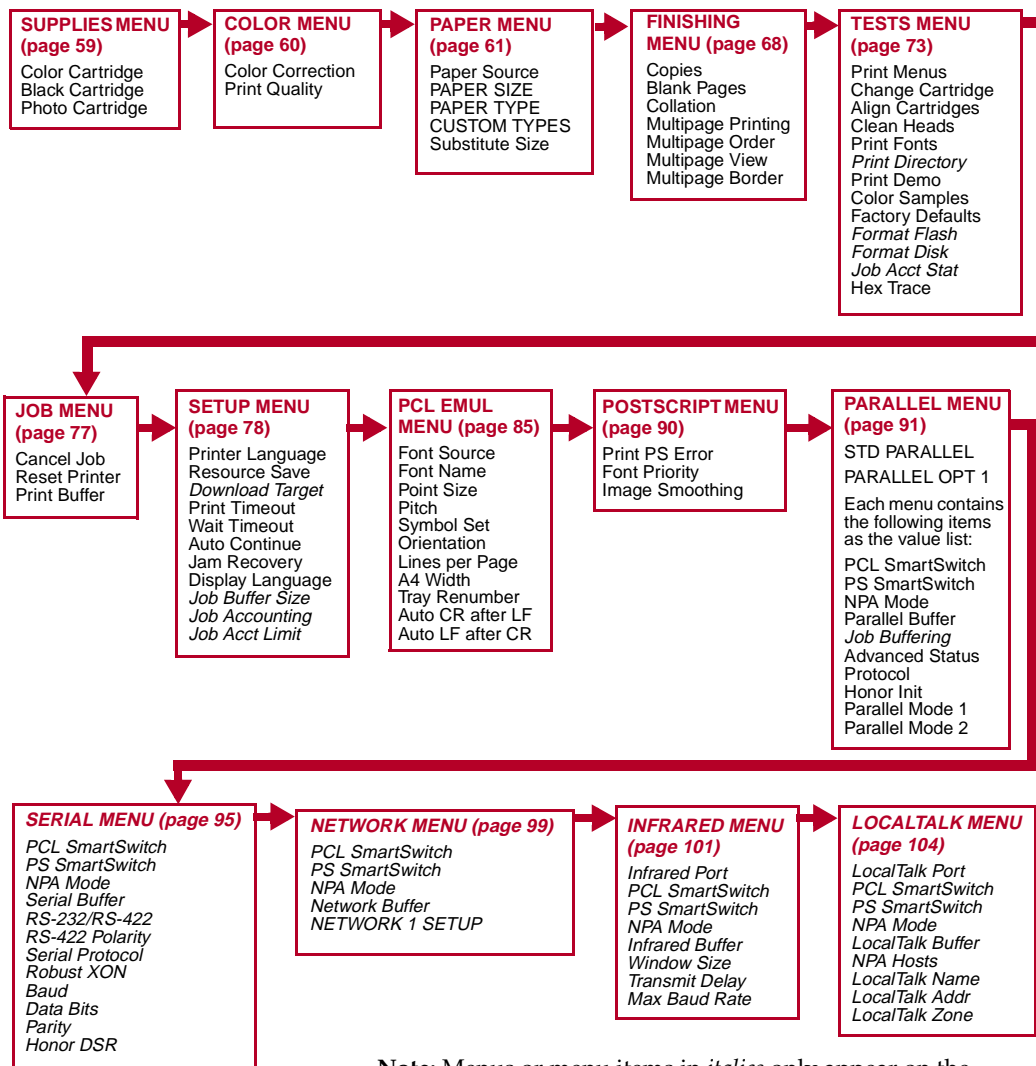 SUPPLIES MENU
(page 59)
Color Cartridge
Black Cartridge
Photo Cartridge
COLOR MENU
(page 60)
Color Correction
Print Quality
PAPER MENU
(page 61)
Paper Source
PAPER SIZE
PAPER TYPE
CUSTOM TYPES
Substitute Size
FINISHING
MENU (page 68)
Copies
Blank Pages
Collation
Multipage Printing
Multipage Order
Multipage View
Multipage Border
TESTS MENU
(page 73)
Print Menus
Change Cartridge
Align Cartridges
Clean Heads
Print Fonts
Print Directory
Print Demo
Color Samples
Factory Defaults
Format Flash
Format Disk
Job Acct Stat
Hex Trace
JOB MENU
(page 77)
Cancel Job
Reset Printer
Print Buffer
SETUP MENU
(page 78)
Printer Language
Resource Save
Download Target
Print Timeout
Wait Timeout
Auto Continue
Jam Recovery
Display Language
Job Buffer Size
Job Accounting
Job Acct Limit
PCL EMUL
MENU (page 85)
Font Source
Font Name
Point Size
Pitch
Symbol Set
Orientation
Lines per Page
A4 Width
Tray Renumber
Auto CR after LF
Auto LF after CR
POSTSCRIPT MENU
(page 90)
Print PS Error
Font Priority
Image Smoothing
PARALLEL MENU
(page 91)
STD PARALLEL
PARALLEL OPT 1
Each menu contains
the following items
as the value list:
PCL SmartSwitch
PS SmartSwitch
NPA Mode
Parallel Buffer
Job Buffering
Advanced Status
Protocol
Honor Init
Parallel Mode 1
Parallel Mode 2
SERIAL MENU (page 95)
PCL SmartSwitch
PS SmartSwitch
NPA Mode
Serial Buffer
RS-232/RS-422
RS-422 Polarity
Serial Protocol
Robust XON
Baud
Data Bits
Parity
Honor DSR
NETWORK MENU (page 99)
PCL SmartSwitch
PS SmartSwitch
NPA Mode
Network Buffer
NETWORK 1 SETUP
INFRARED MENU
(page 101)
Infrared Port
PCL SmartSwitch
PS SmartSwitch
NPA Mode
Infrared Buffer
Window Size
Transmit Delay
Max Baud Rate
LOCALTALK MENU
(page 104)
LocalTalk Port
PCL SmartSwitch
PS SmartSwitch
NPA Mode
LocalTalk Buffer
NPA Hosts
LocalTalk Name
LocalTalk Addr
LocalTalk Zone
Note: Menus or menu items in italics only appear on the